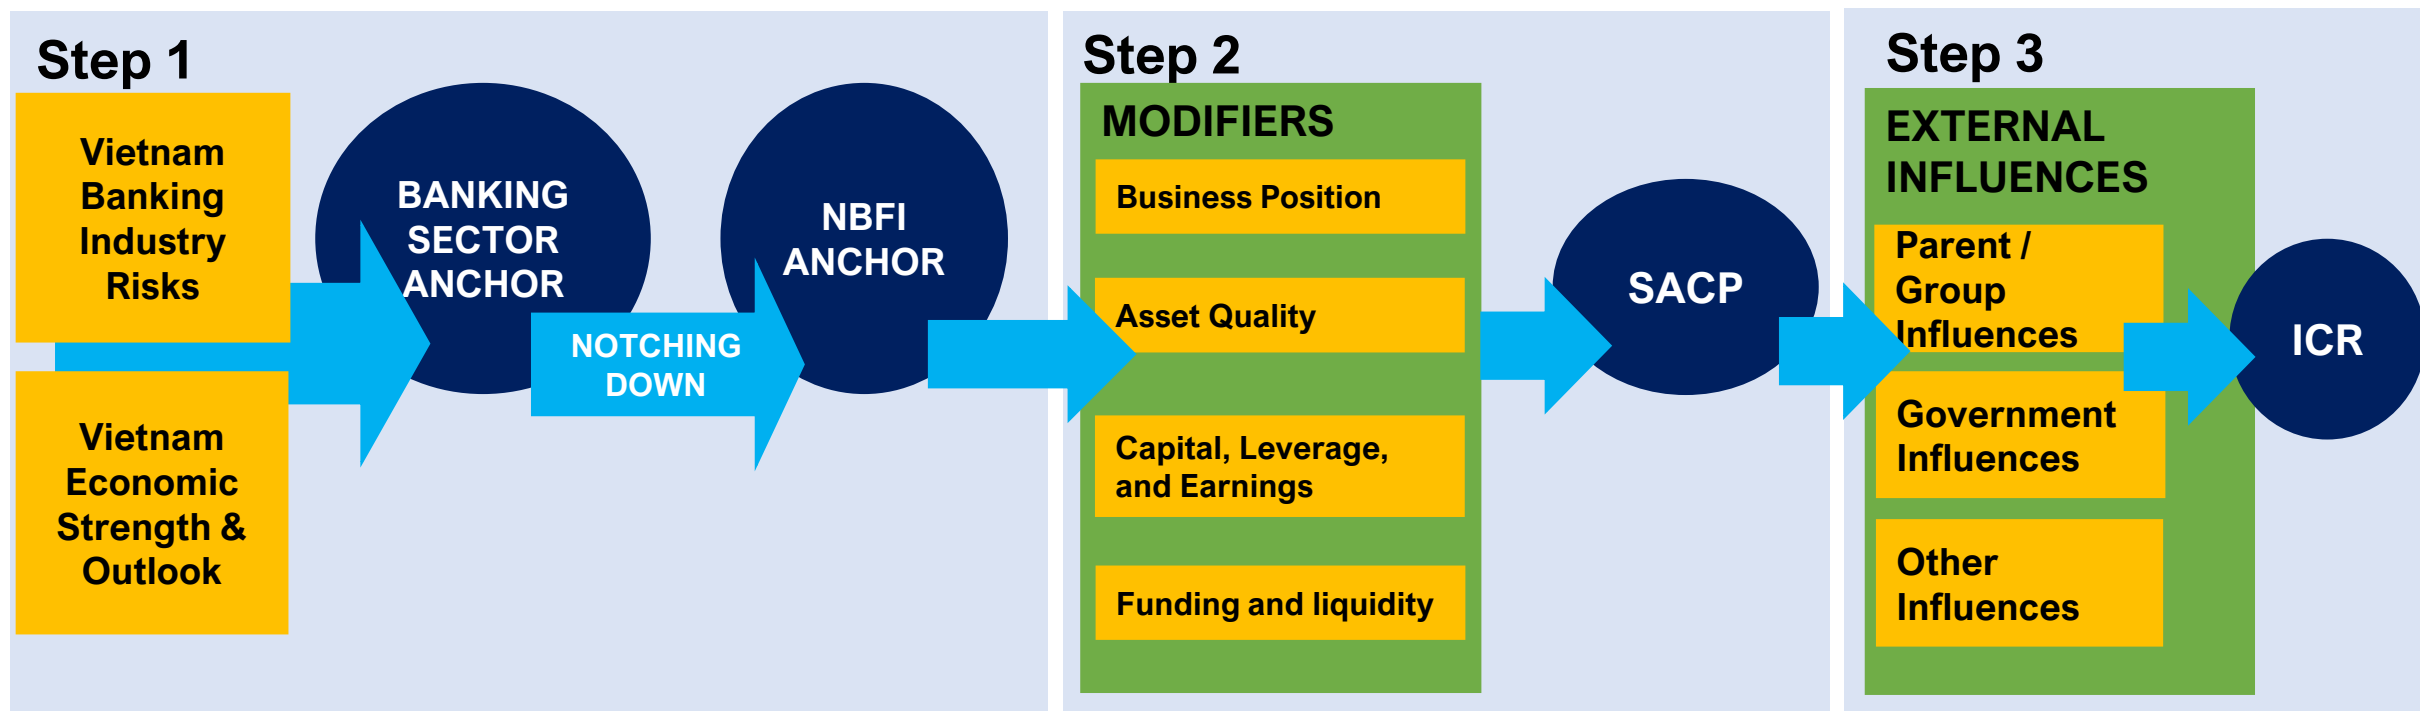 Step 1
Vietnam
Banking
Industry
Risks
Vietnam
Economic
Strength &
Outlook
BANKING
SECTOR
ANCHOR
NOTCHING
DOWN
NBFI
ANCHOR
Step 2
MODIFIERS
Business Position
Asset Quality
Capital, Leverage,
and Earnings
Funding and liquidity
SACP
Step 3
EXTERNAL
INFLUENCES
Parent /
Group
Influences
Government
Influences
Other
Influences
ICR